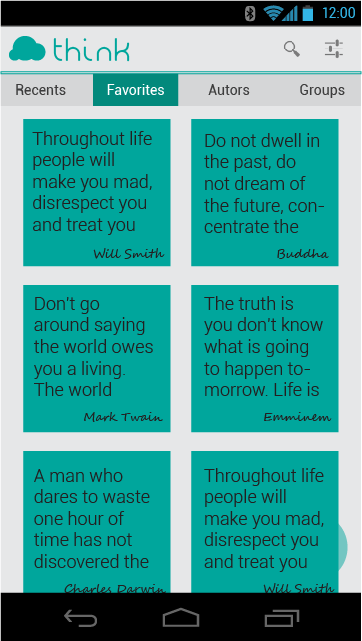 12:00
think
Recents
Favorites
Autors
Groups
Throughout life
people will
make you mad,
disrespect you
and treat you
Will Smith
Do not dwell in
the past, do
not dream of
the future, con-
centrate the
Buddha
Don't go
around saying
the world owes
you a living.
The world
Mark Twain
The truth is
you don't know
what is going
to happen to-
morrow. Life is
Emminem
A man who
dares to waste
one hour of
time has not
discovered the
Charles Darwin
Throughout life
people will
make you mad,
disrespect you
and treat you
Will Smith